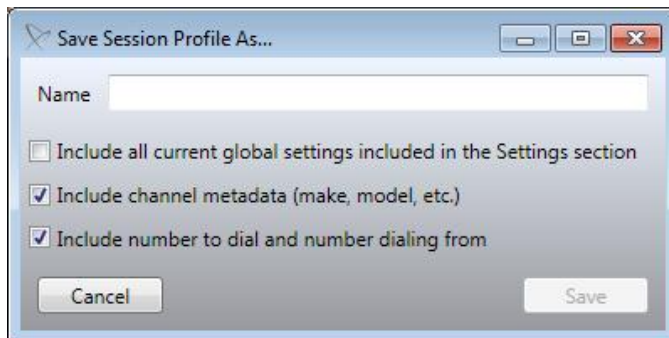 Save Session Profile As...
Name
Include all current global settings included in the Settings section
Include channel metadata (make, model, etc.)
Include number to dial and number dialing from
Cancel Save